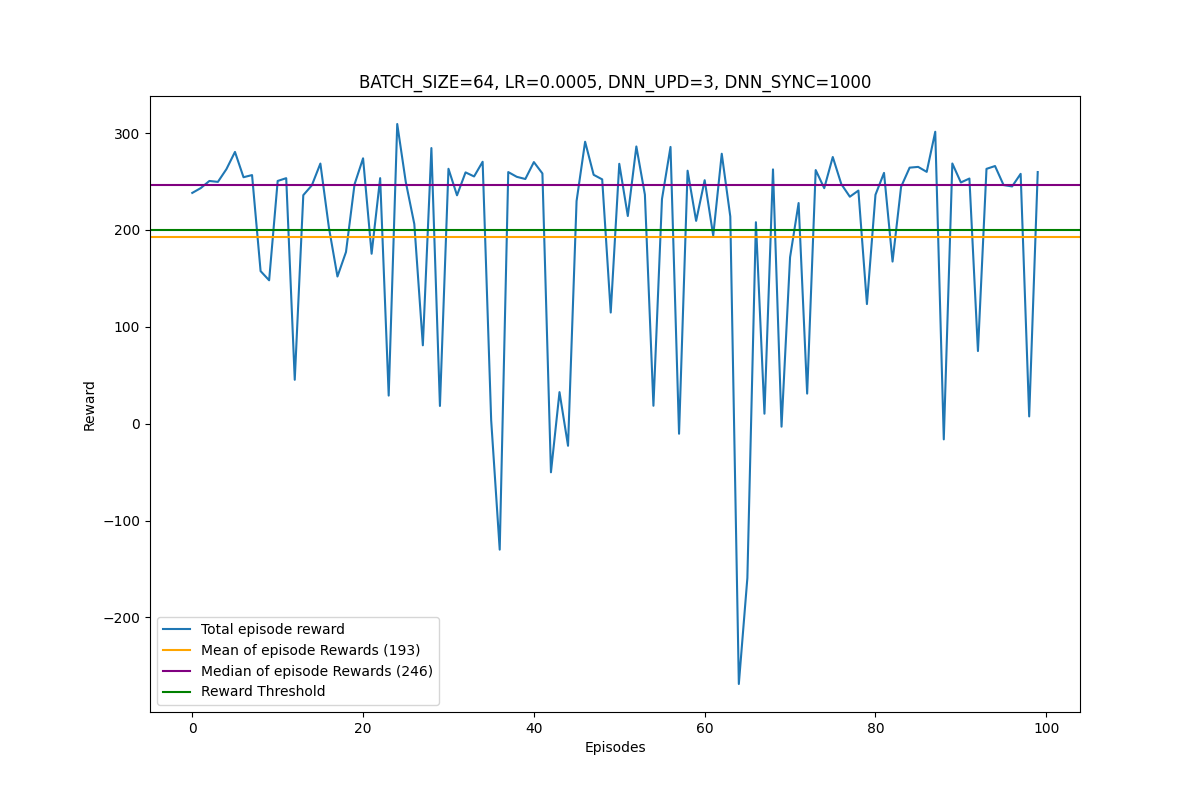 BATCH_SIZE=64, LR=0.0005, DNN_UPD=3, DNN_SYNC=1000
300
200
100
0
−100
−200
Reward
Total episode reward
Mean of episode Rewards (193)
Median of episode Rewards (246)
Reward Threshold
0 20 40 60 80 100
Episodes